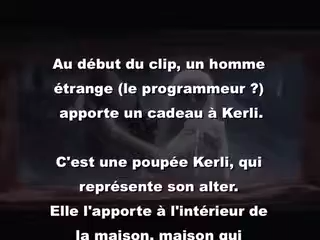 Au début du clip, un homme
étrange (le programmeur ?)
apporte un cadeau à Kerli.
C'est une poupée Kerli, qui
représente son alter.
Elle l'apporte à l'intérieur de
la maison, maison qui